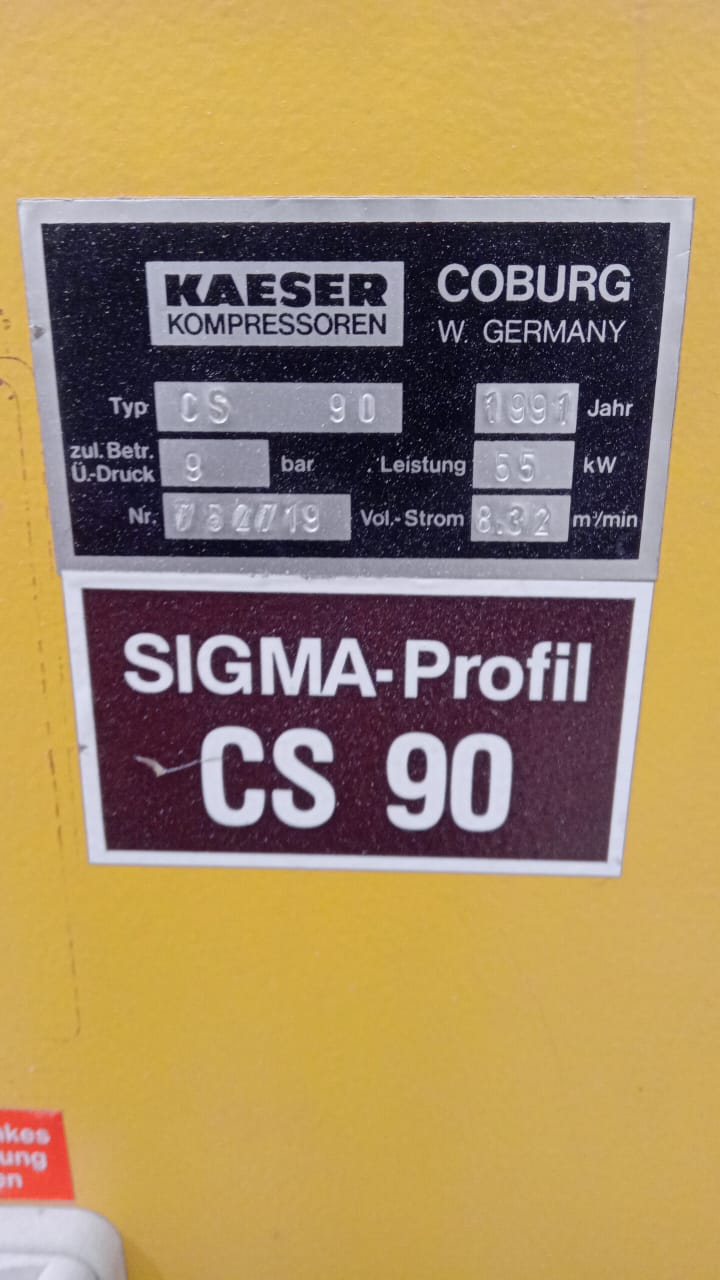 KAESER
KOMPRESSOREN
COBURG
W. GERMANY
Typ CS 90 1991 Jahr
zul. Betr.
Ü.-Druck 9 bar Leistung 55 kW
Nr. Vol.-Strom 8.32 m³/min
SIGMA-Profil
CS 90